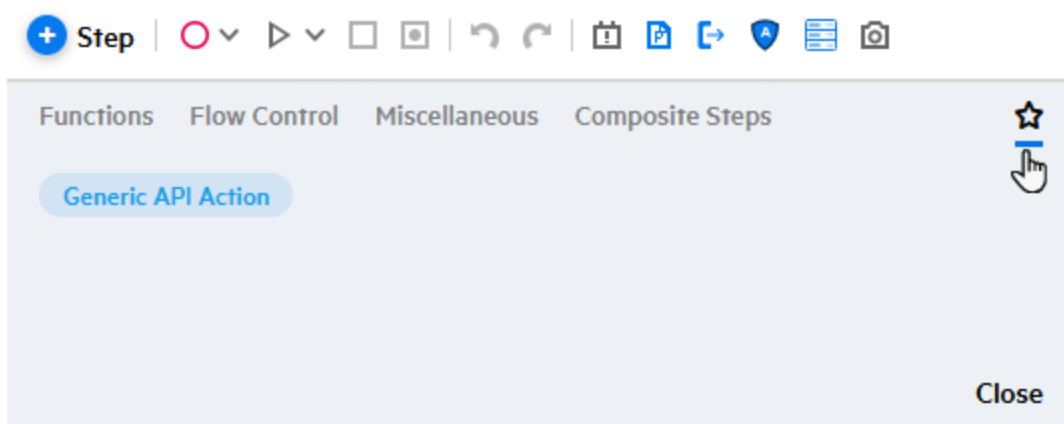 Step
Functions Flow Control Miscellaneous Composite Steps
Generic API Action
Close